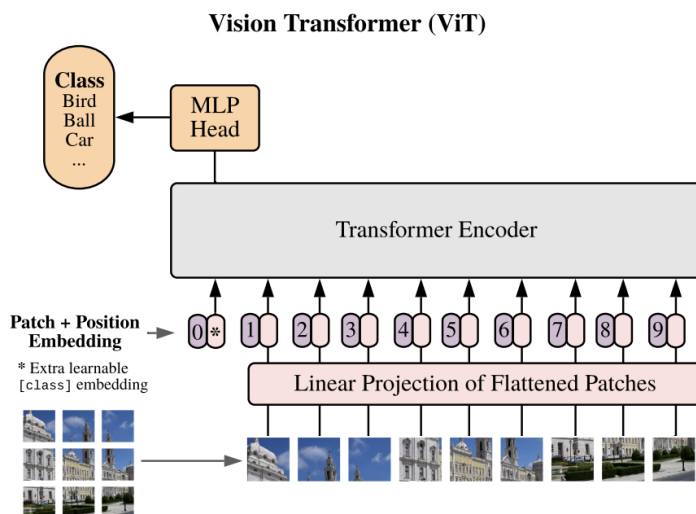 Vision Transformer (ViT)
Class
Bird
Ball
Car
...
MLP
Head
Transformer Encoder
Patch + Position
Embedding
* Extra learnable
[class] embedding
0 * 1 2 3 4 5 6 7 8 9
Linear Projection of Flattened Patches